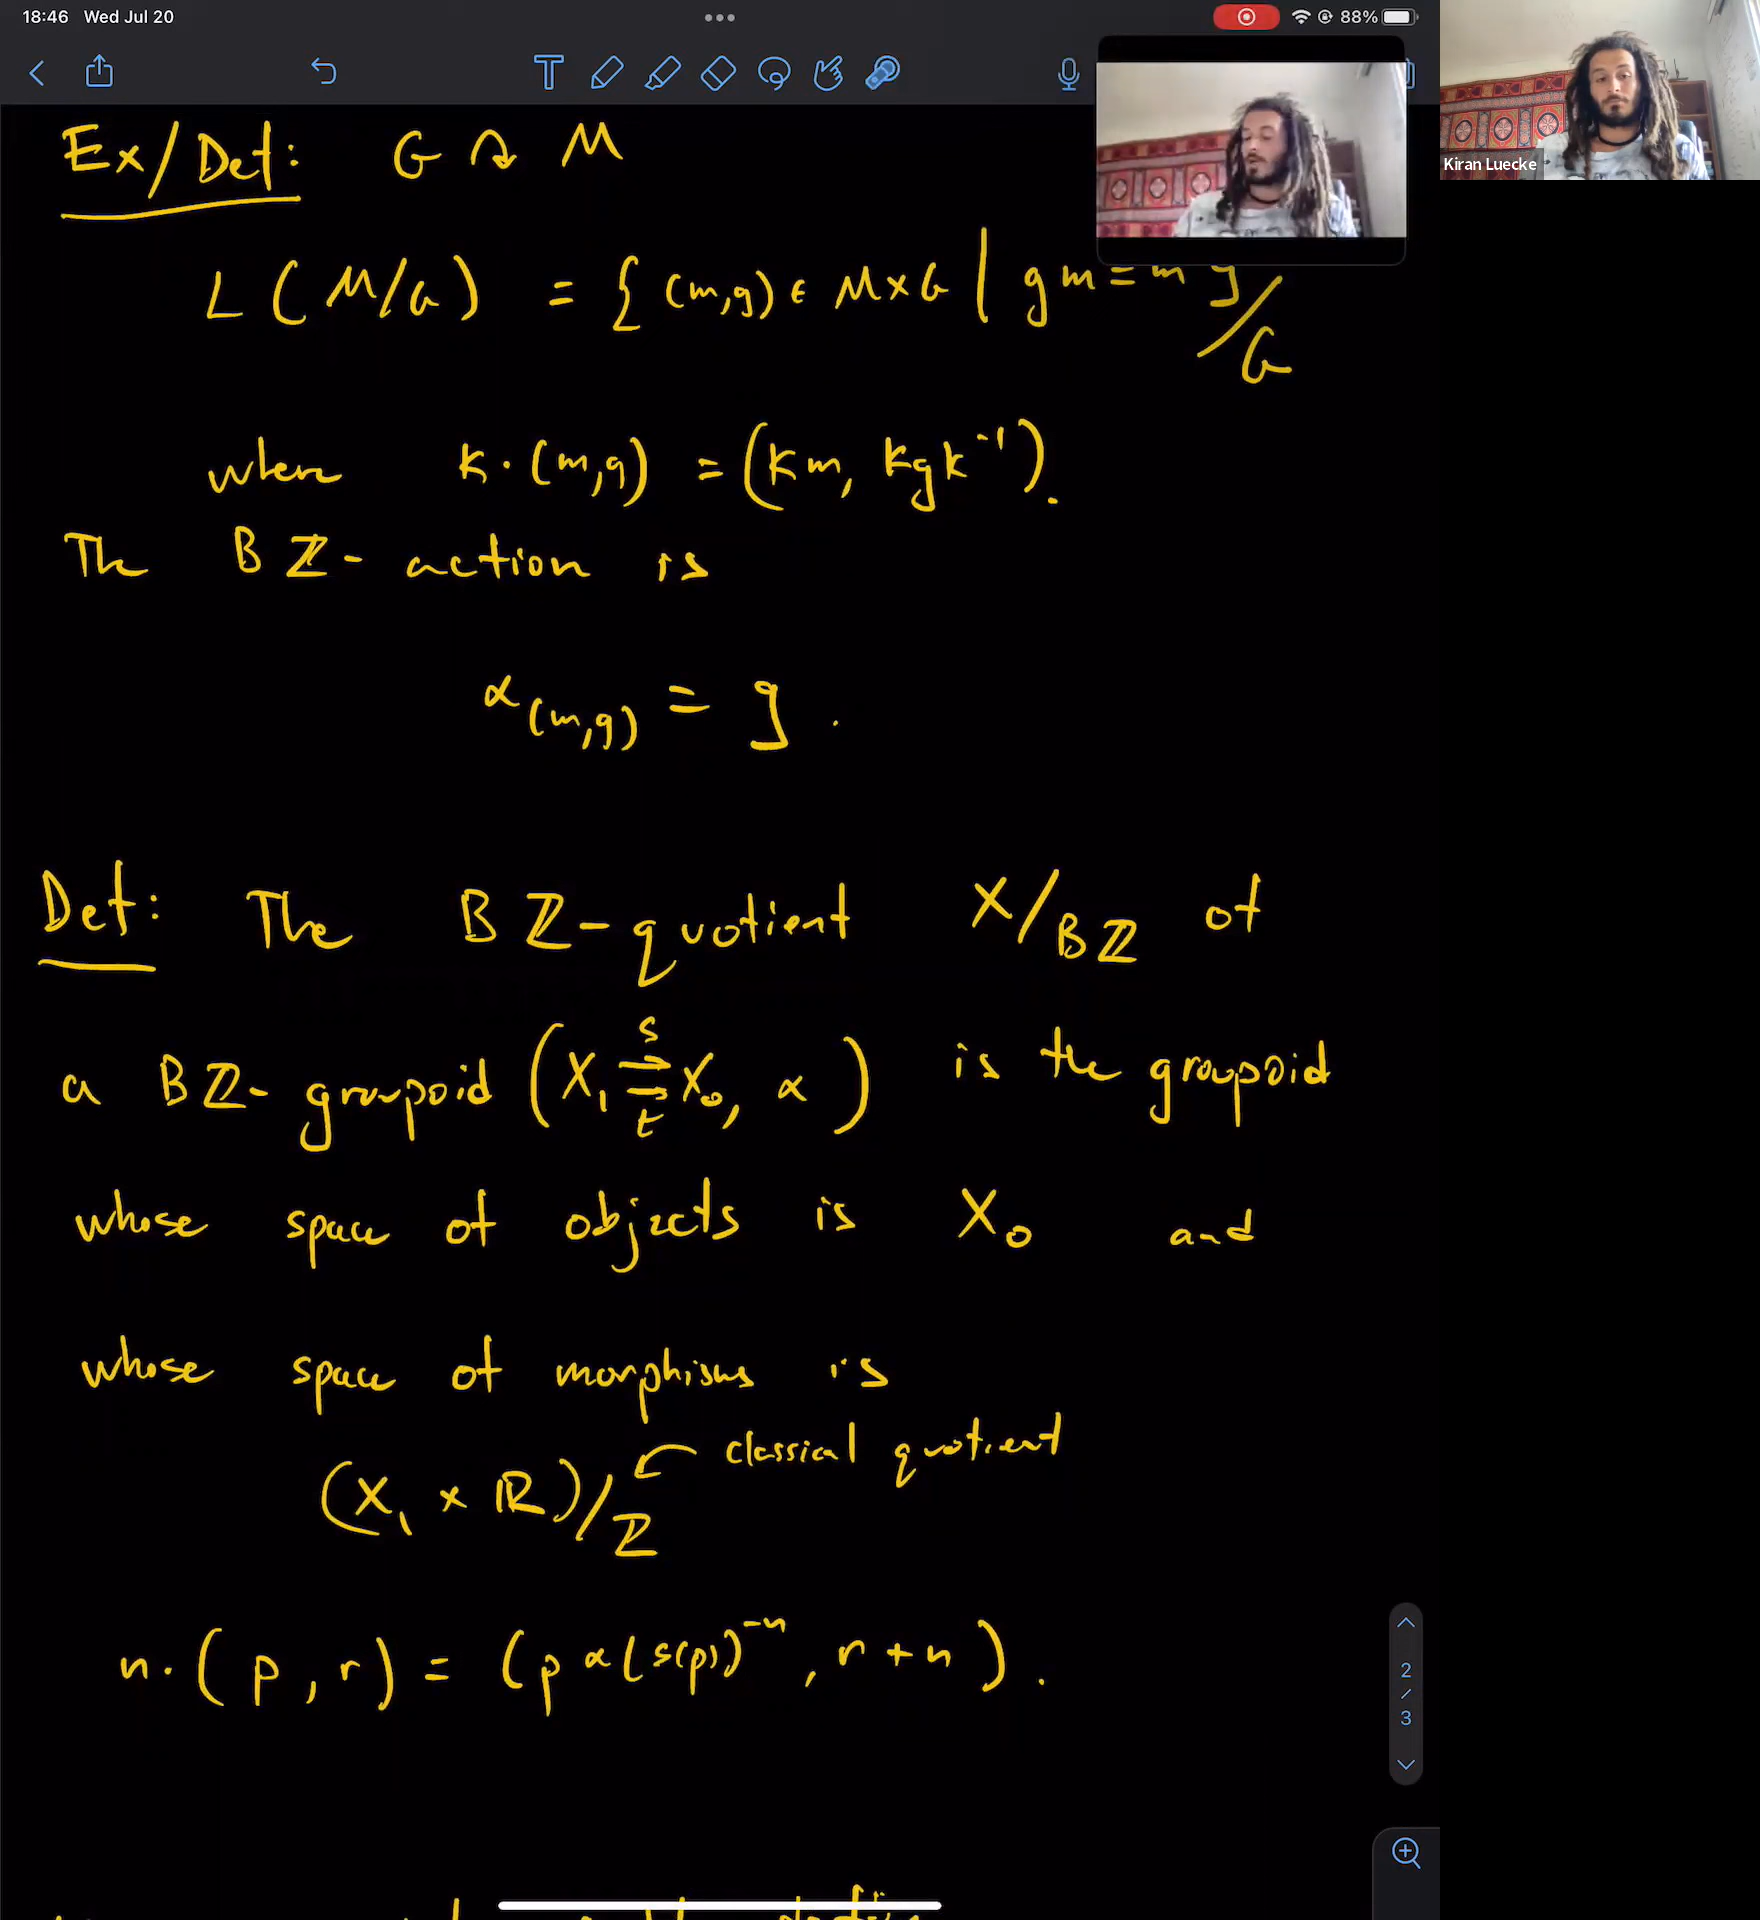 18:46 Wed Jul 20
88%
Kiran Luecke
Ex/Def: G ↷ M
L(M/G) = {(m,g) ∈ M×G | gm=m}/G
where k·(m,g) = (km, kgk⁻¹).
The Bℤ-action is
α₍ₘ,g₎ = g.
Def: The Bℤ-quotient X/Bℤ of
a Bℤ-groupoid (X₁ ⇉ X₀, α) is the groupoid
s
t
whose space of objects is X₀ and
whose space of morphisms is
(X₁ × ℝ)/ℤ ← classical quotient
n·(p,r) = (pα(s(p))⁻ⁿ, r+n).
2
/
3